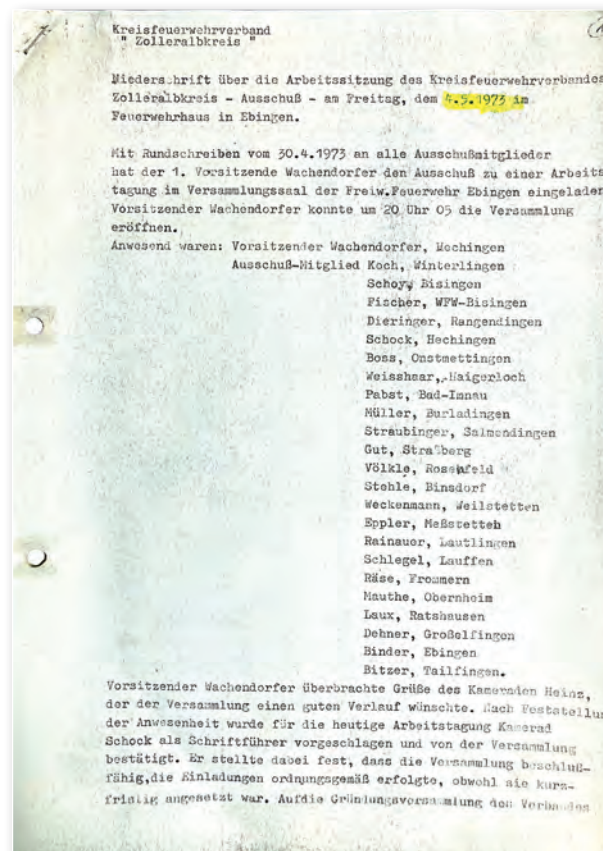 Kreisfeuerwehrverband
" Zolleralbkreis "
Niederschrift über die Arbeitssitzung des Kreisfeuerwehrverbandes
Zolleralbkreis - Ausschuß - am Freitag, dem 4.5.1973 im
Feuerwehrhaus in Ebingen.
Mit Rundschreiben vom 30.4.1973 an alle Ausschußmitglieder
hat der 1. Vorsitzende Wachendorfer den Ausschuß zu einer Arbeits
tagung im Versammlungssaal der Freiw.Feuerwehr Ebingen eingeladen
Vorsitzender Wachendorfer konnte um 20 Uhr 05 die Versammlung
eröffnen.
Anwesend waren: Vorsitzender Wachendorfer, Hechingen
Ausschuß-Mitglied Koch, Winterlingen
Schoy, Bisingen
Fischer, WFW-Bisingen
Dieringer, Rangendingen
Schock, Hechingen
Boss, Onstmettingen
Weisshaar, Haigerloch
Pabst, Bad-Imnau
Müller, Burladingen
Straubinger, Salmendingen
Gut, Straßberg
Völkle, Rosenfeld
Stehle, Binsdorf
Weckenmann, Weilstetten
Eppler, Meßstetteh
Rainauer, Lautlingen
Schlegel, Lauffen
Räse, Frommern
Mauthe, Obernheim
Laux, Ratshausen
Dehner, Großelfingen
Binder, Ebingen
Bitzer, Tailfingen.
Vorsitzender Wachendorfer überbrachte Grüße des Kameraden Heinz,
der der Versammlung einen guten Verlauf wünschte. Nach Feststellun
der Anwesenheit wurde für die heutige Arbeitstagung Kamerad
Schock als Schriftführer vorgeschlagen und von der Versammlung
bestätigt. Er stellte dabei fest, dass die Versammlung beschluß-
fähig,die Einladungen ordnungsgemäß erfolgte, obwohl sie kurz-
fristig angesetzt war. Aufdie Gründungsversammlung des Verbandes